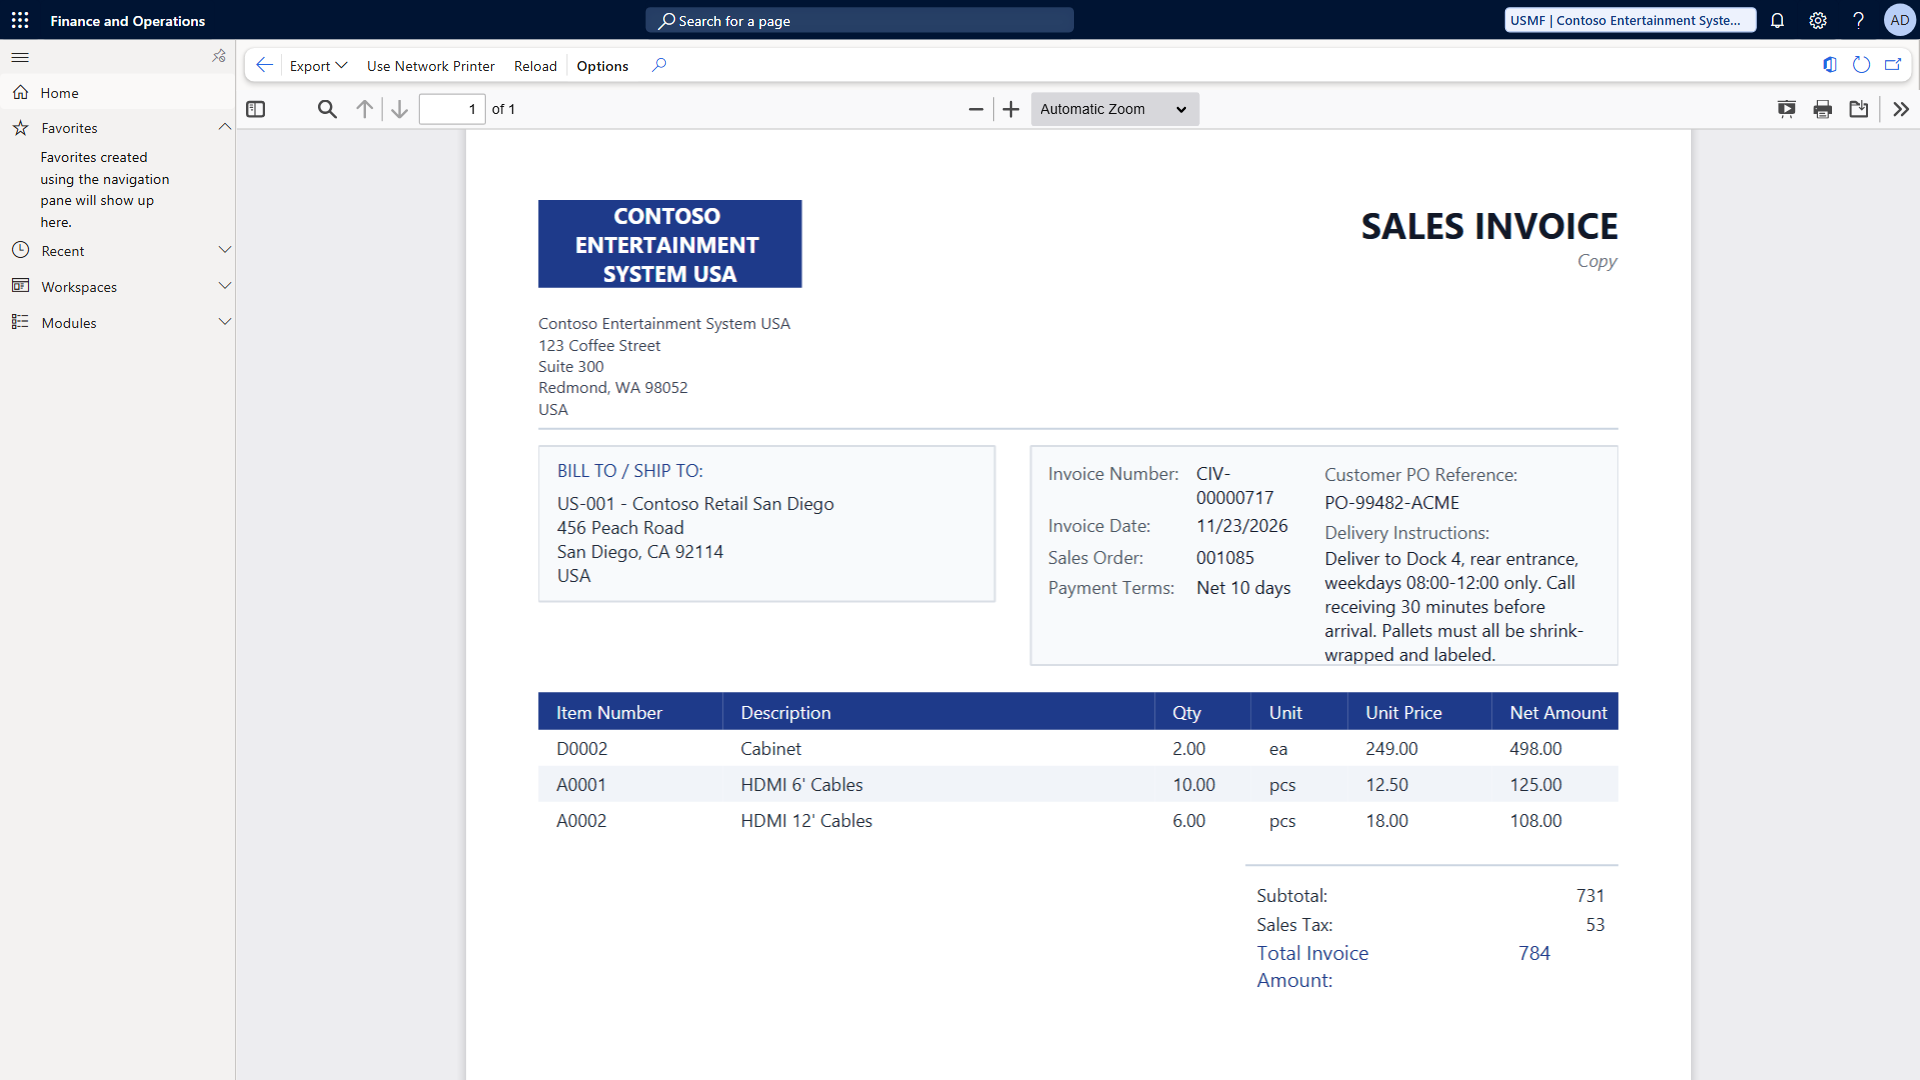 Finance and Operations
Search for a page
USMF | Contoso Entertainment Syste...
AD
Export
Use Network Printer
Reload
Options
Home
Favorites
Favorites created
using the navigation
pane will show up
here.
Recent
Workspaces
Modules
1 of 1
Automatic Zoom
CONTOSO
ENTERTAINMENT
SYSTEM USA
SALES INVOICE
Copy
Contoso Entertainment System USA
123 Coffee Street
Suite 300
Redmond, WA 98052
USA
BILL TO / SHIP TO:
US-001 - Contoso Retail San Diego
456 Peach Road
San Diego, CA 92114
USA
Invoice Number: CIV-
00000717
Invoice Date: 11/23/2026
Sales Order: 001085
Payment Terms: Net 10 days
Customer PO Reference:
PO-99482-ACME
Delivery Instructions:
Deliver to Dock 4, rear entrance,
weekdays 08:00-12:00 only. Call
receiving 30 minutes before
arrival. Pallets must all be shrink-
wrapped and labeled.
Item Number Description Qty Unit Unit Price Net Amount
D0002 Cabinet 2.00 ea 249.00 498.00
A0001 HDMI 6' Cables 10.00 pcs 12.50 125.00
A0002 HDMI 12' Cables 6.00 pcs 18.00 108.00
Subtotal: 731
Sales Tax: 53
Total Invoice 784
Amount: